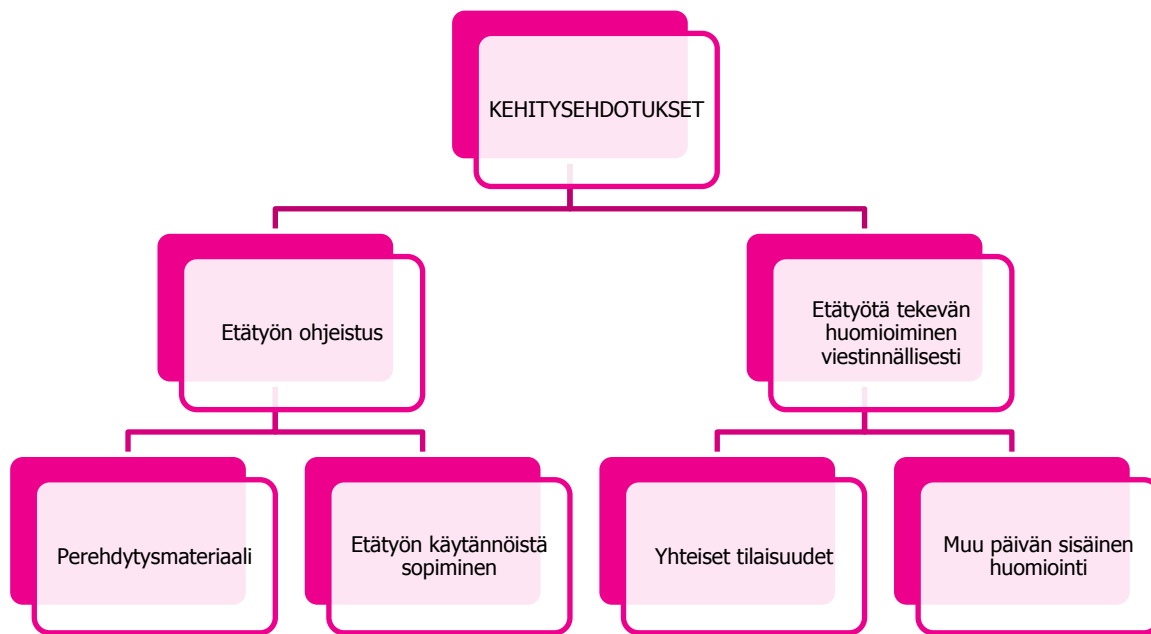 KEHITYSEHDOTUKSET
Etätyön ohjeistus
Etätyötä tekevän
huomioiminen
viestinnällisesti
Perehdytysmateriaali
Etätyön käytännöistä
sopiminen
Yhteiset tilaisuudet
Muu päivän sisäinen
huomiointi